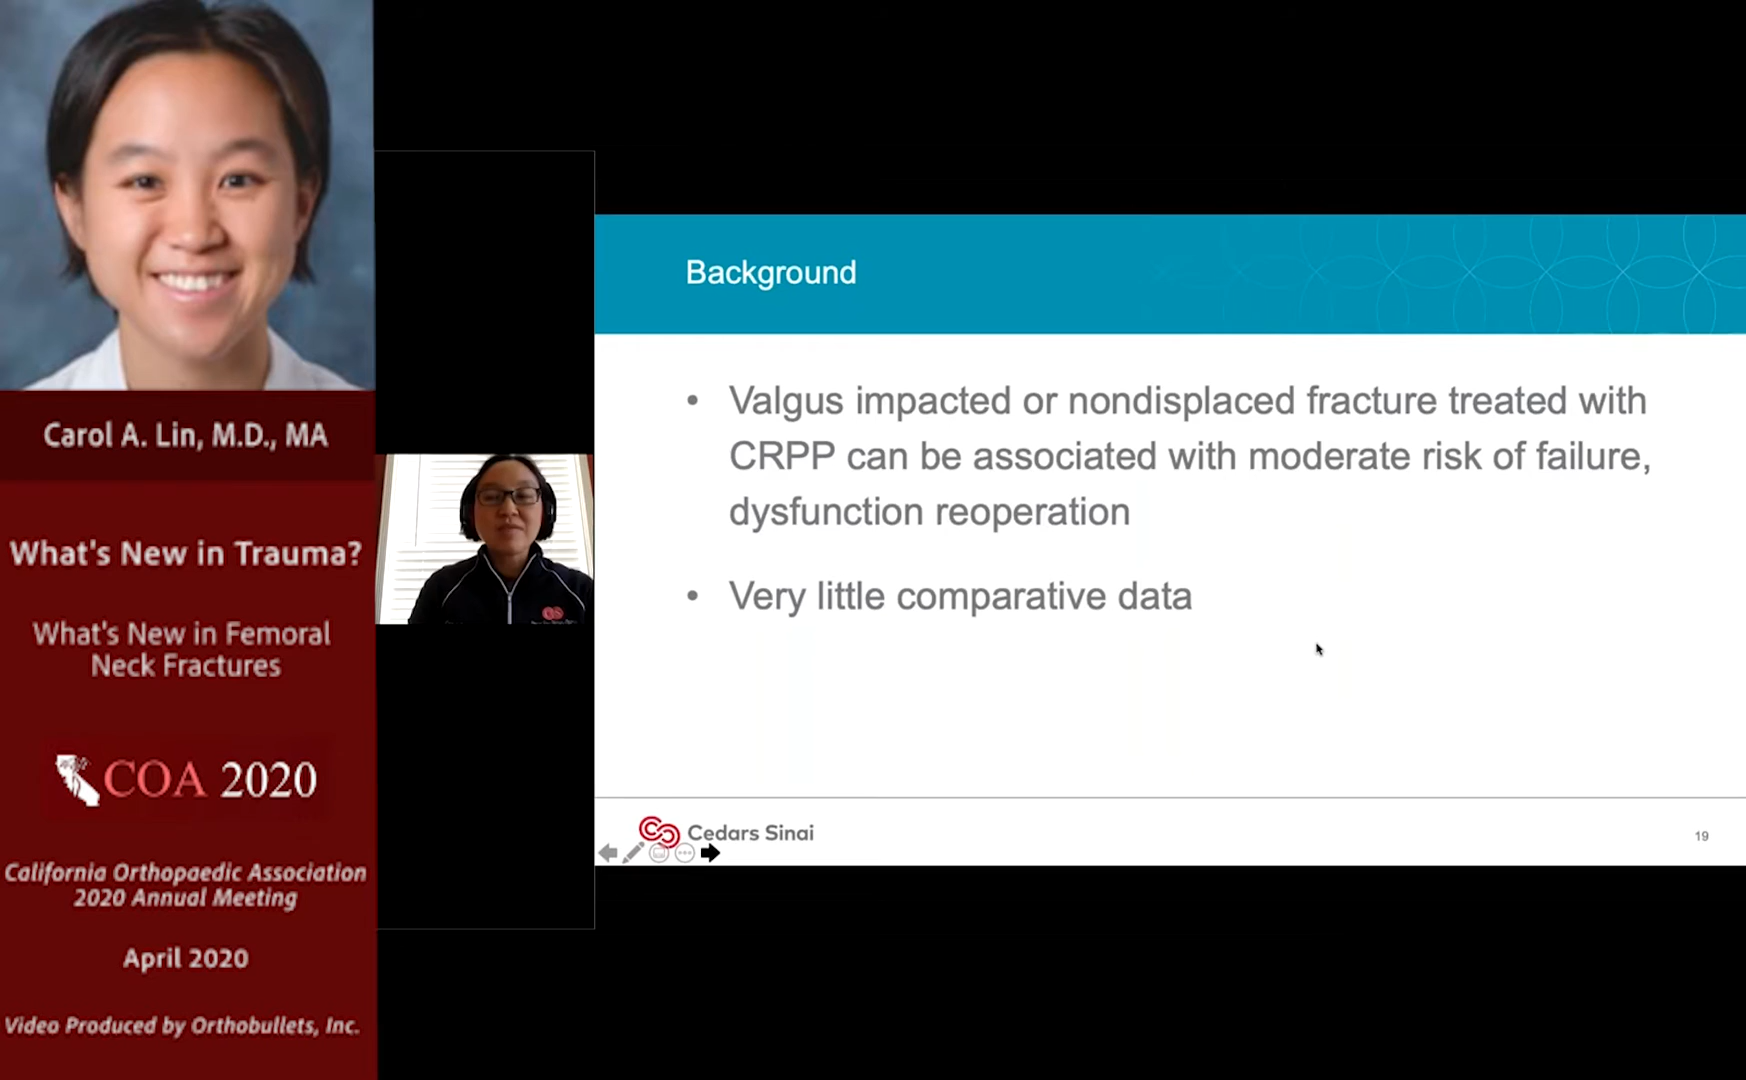 Carol A. Lin, M.D., MA
What's New in Trauma?
What's New in Femoral
Neck Fractures
COA 2020
California Orthopaedic Association
2020 Annual Meeting
April 2020
Video Produced by Orthobullets, Inc.
Background
• Valgus impacted or nondisplaced fracture treated with
CRPP can be associated with moderate risk of failure,
dysfunction reoperation
• Very little comparative data
Cedars Sinai
19